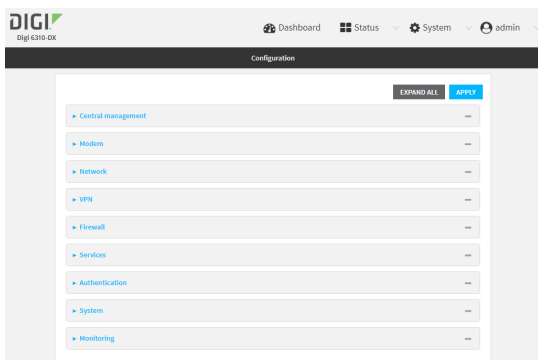 DIGI
Digi 6310-DX
Dashboard Status System admin
Configuration
EXPAND ALL APPLY
Central management
Modem
Network
VPN
Firewall
Services
Authentication
System
Monitoring